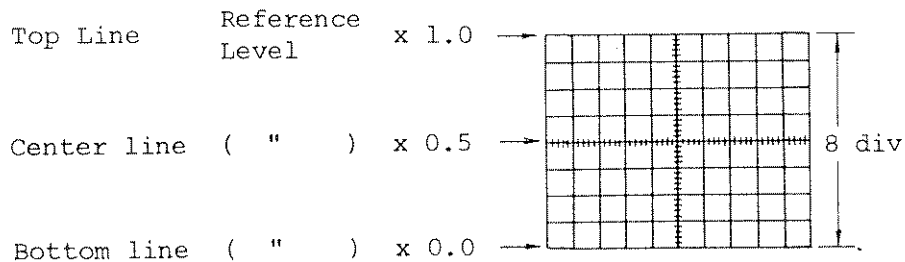 Top Line Reference Level x 1.0
Center line ( " ) x 0.5
8 div
Bottom line ( " ) x 0.0